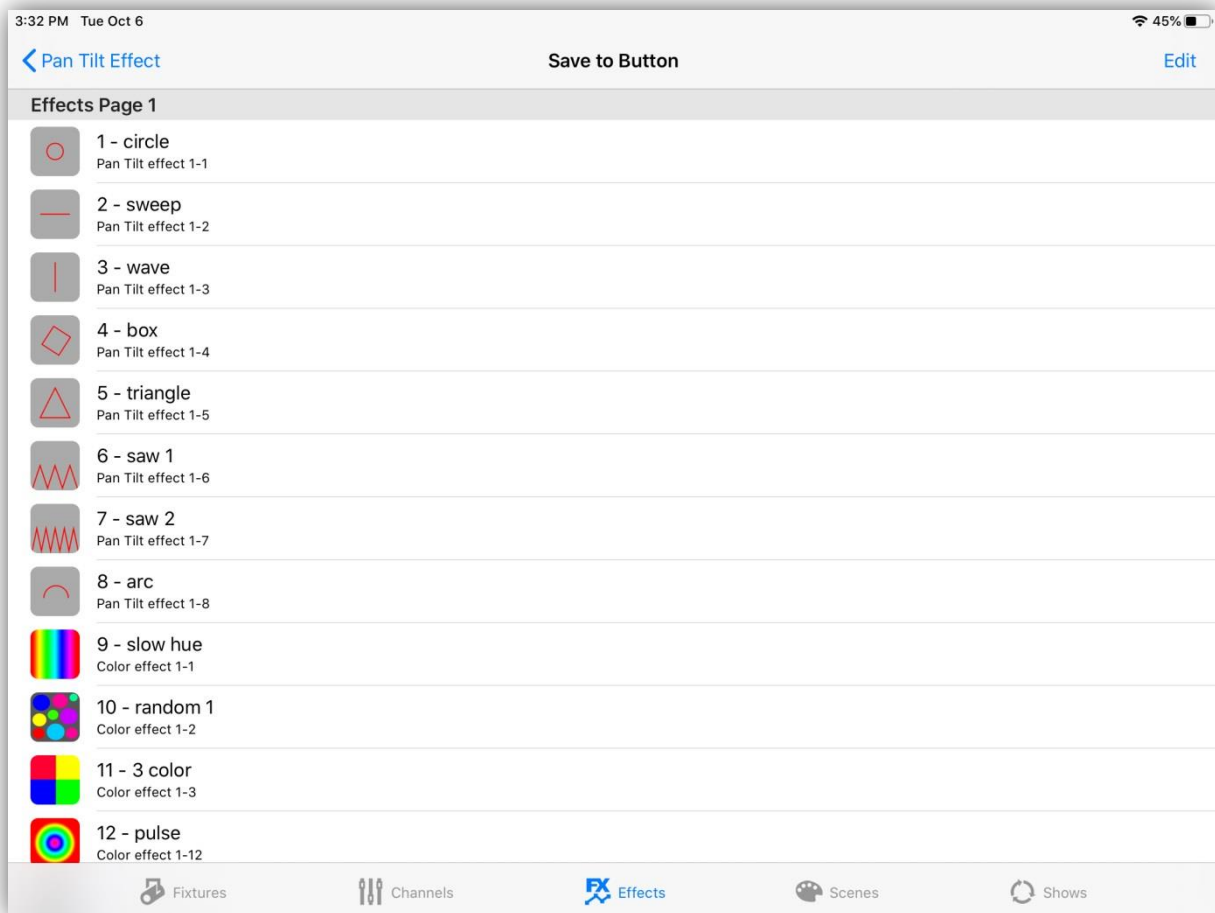 3:32 PM Tue Oct 6 45%
Pan Tilt Effect Save to Button Edit
Effects Page 1
1 - circle
Pan Tilt effect 1-1
2 - sweep
Pan Tilt effect 1-2
3 - wave
Pan Tilt effect 1-3
4 - box
Pan Tilt effect 1-4
5 - triangle
Pan Tilt effect 1-5
6 - saw 1
Pan Tilt effect 1-6
7 - saw 2
Pan Tilt effect 1-7
8 - arc
Pan Tilt effect 1-8
9 - slow hue
Color effect 1-1
10 - random 1
Color effect 1-2
11 - 3 color
Color effect 1-3
12 - pulse
Color effect 1-12
Fixtures Channels FX Effects Scenes Shows